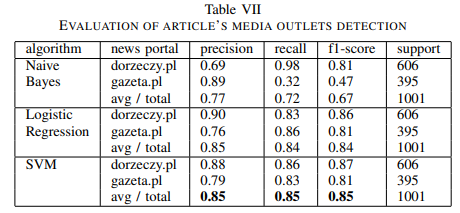 Table VII
EVALUATION OF ARTICLE'S MEDIA OUTLETS DETECTION
algorithm news portal precision recall f1-score support
Naive dorzeczy.pl 0.69 0.98 0.81 606
Bayes gazeta.pl 0.89 0.32 0.47 395
avg / total 0.77 0.72 0.67 1001
Logistic dorzeczy.pl 0.90 0.83 0.86 606
Regression gazeta.pl 0.76 0.86 0.81 395
avg / total 0.85 0.84 0.84 1001
SVM dorzeczy.pl 0.88 0.86 0.87 606
gazeta.pl 0.79 0.83 0.81 395
avg / total 0.85 0.85 0.85 1001